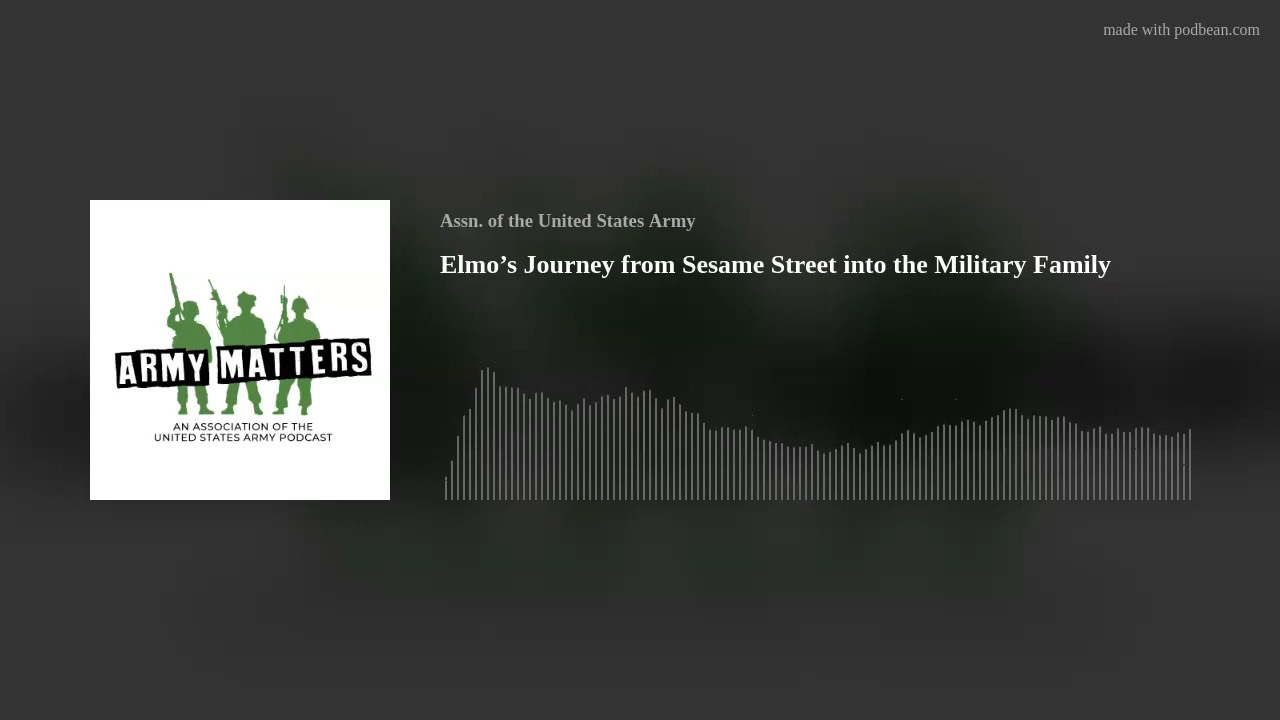 made with podbean.com
Assn. of the United States Army
Elmo’s Journey from Sesame Street into the Military Family
ARMY MATTERS
AN ASSOCIATION OF THE
UNITED STATES ARMY PODCAST